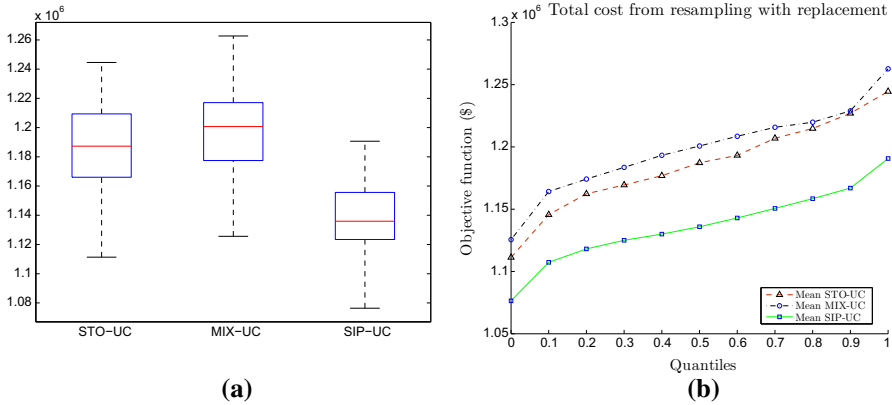 x 10^6
1.26
1.24
1.22
1.2
1.18
1.16
1.14
1.12
1.1
1.08
STO−UC
MIX−UC
SIP−UC
(a)
x 10^6
Total cost from resampling with replacement
1.3
1.25
1.2
1.15
1.1
1.05
Objective function ($)
Mean STO-UC
Mean MIX-UC
Mean SIP-UC
0
0.1
0.2
0.3
0.4
0.5
0.6
0.7
0.8
0.9
1
Quantiles
(b)